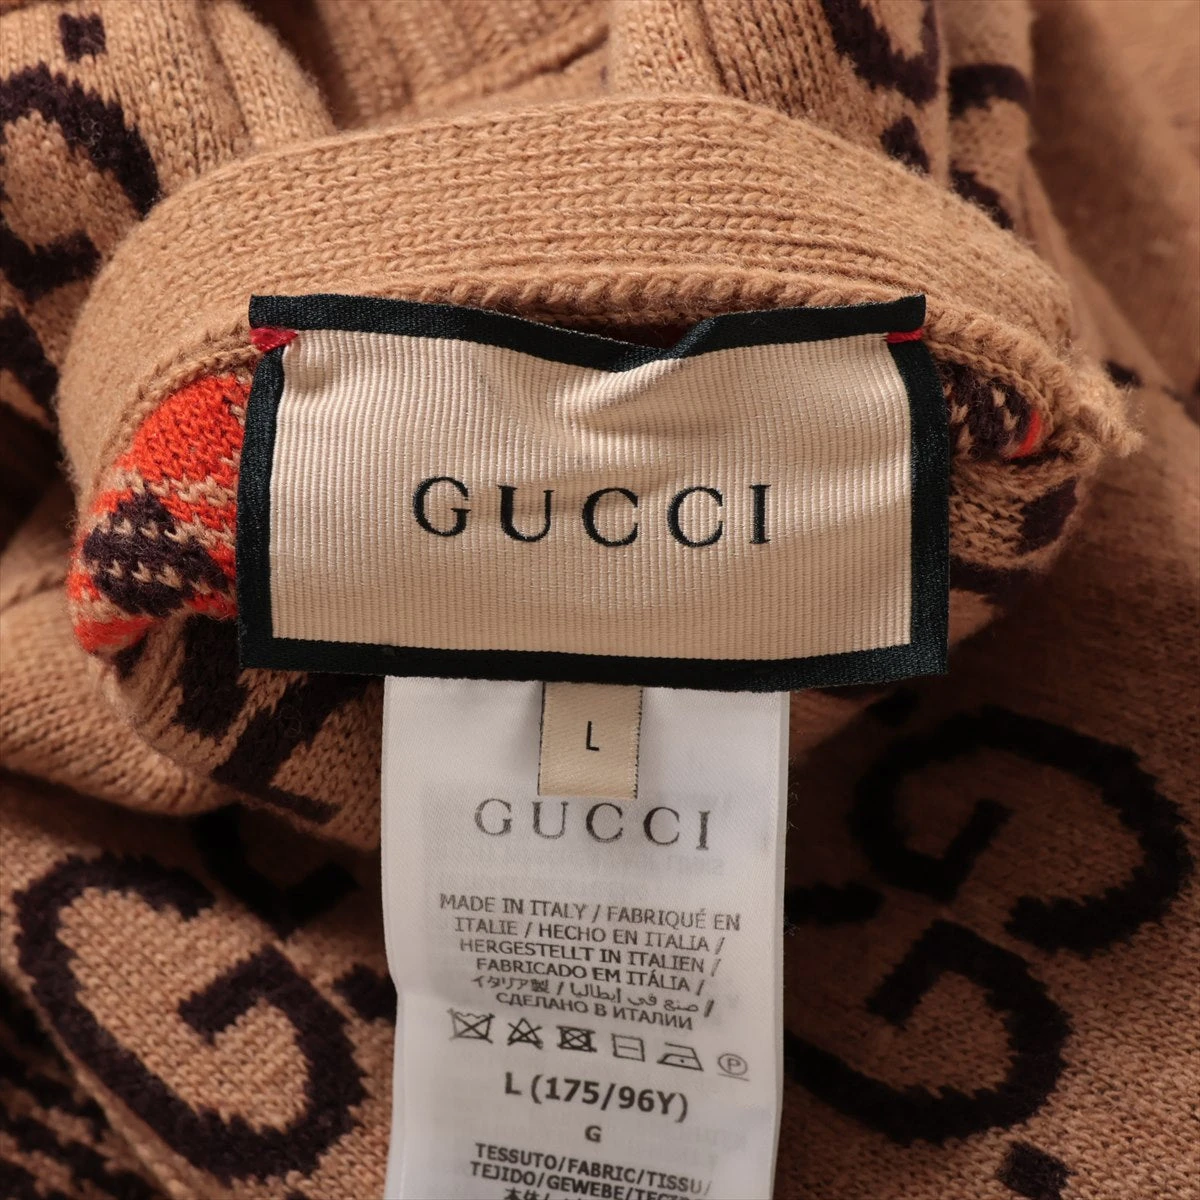 GUCCI
L
GUCCI
MADE IN ITALY / FABRIQUÉ EN
ITALIE / HECHO EN ITALIA /
HERGESTELLT IN ITALIEN /
FABRICADO EM ITÁLIA /
イタリア製 / صنع في إيطاليا /
СДЕЛАНО В ИТАЛИИ
P
L (175/96Y)
G
TESSUTO/FABRIC/TISSU/
TEJIDO/GEWEBE/TECIDO